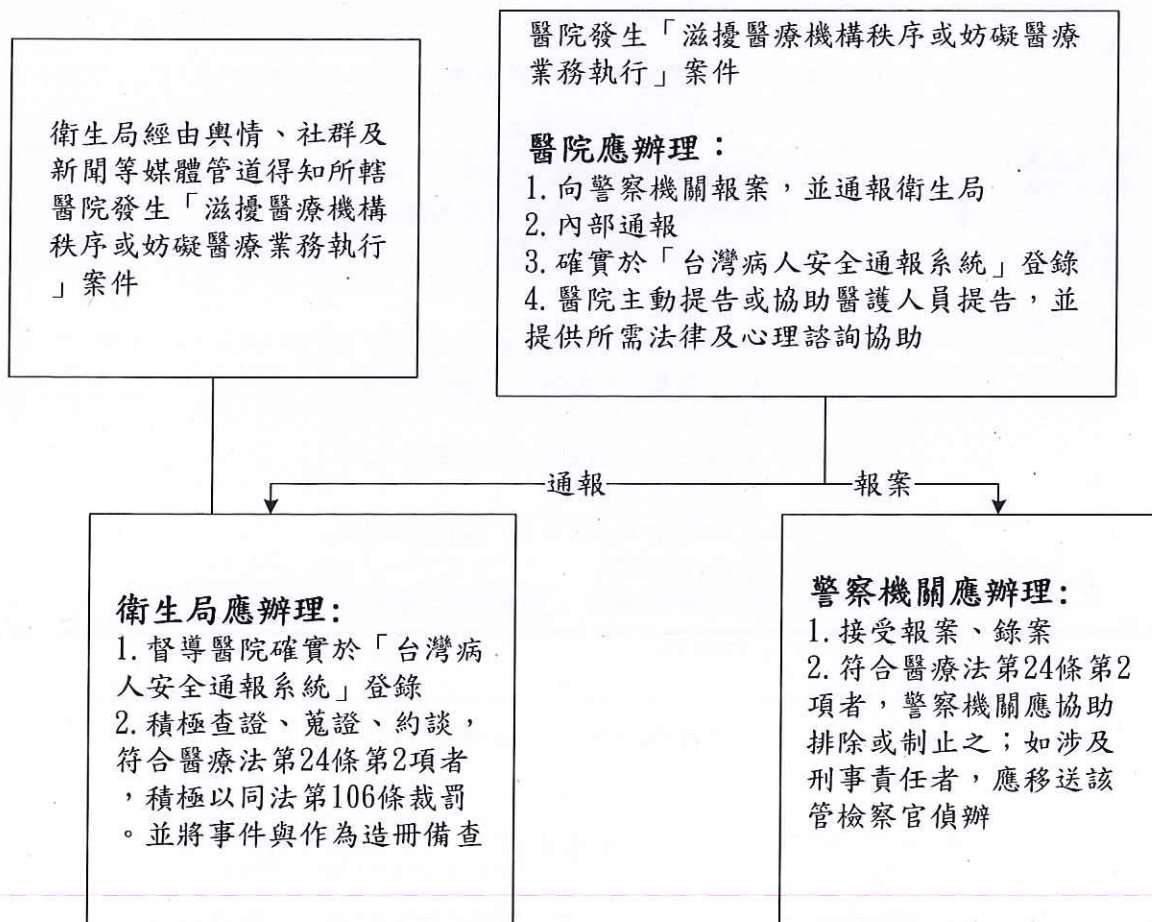 衛生局經由輿情、社群及
新聞等媒體管道得知所轄
醫院發生「滋擾醫療機構
秩序或妨礙醫療業務執行
」案件
醫院發生「滋擾醫療機構秩序或妨礙醫療
業務執行」案件
醫院應辦理：
1.向警察機關報案，並通報衛生局
2.內部通報
3.確實於「台灣病人安全通報系統」登錄
4.醫院主動提告或協助醫護人員提告，並
提供所需法律及心理諮詢協助
通報
報案
衛生局應辦理:
1.督導醫院確實於「台灣病
人安全通報系統」登錄
2.積極查證、蒐證、約談，
符合醫療法第24條第2項者
，積極以同法第106條裁罰
。並將事件與作為造冊備查
警察機關應辦理:
1.接受報案、錄案
2.符合醫療法第24條第2
項者，警察機關應協助
排除或制止之；如涉及
刑事責任者，應移送該
管檢察官偵辦